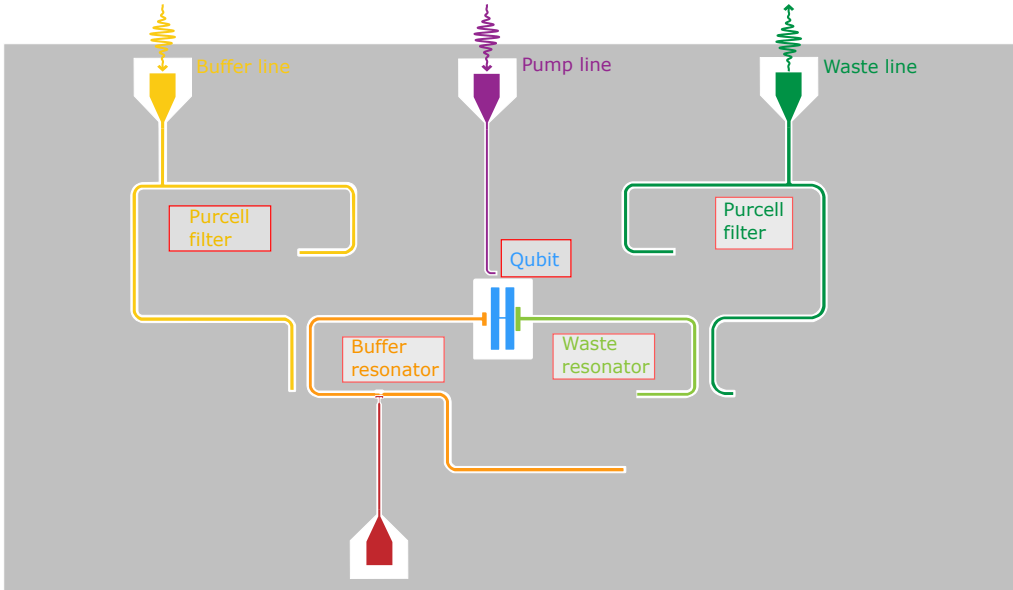 Buffer line
Pump line
Waste line
Purcell
filter
Purcell
filter
Qubit
Buffer
resonator
Waste
resonator